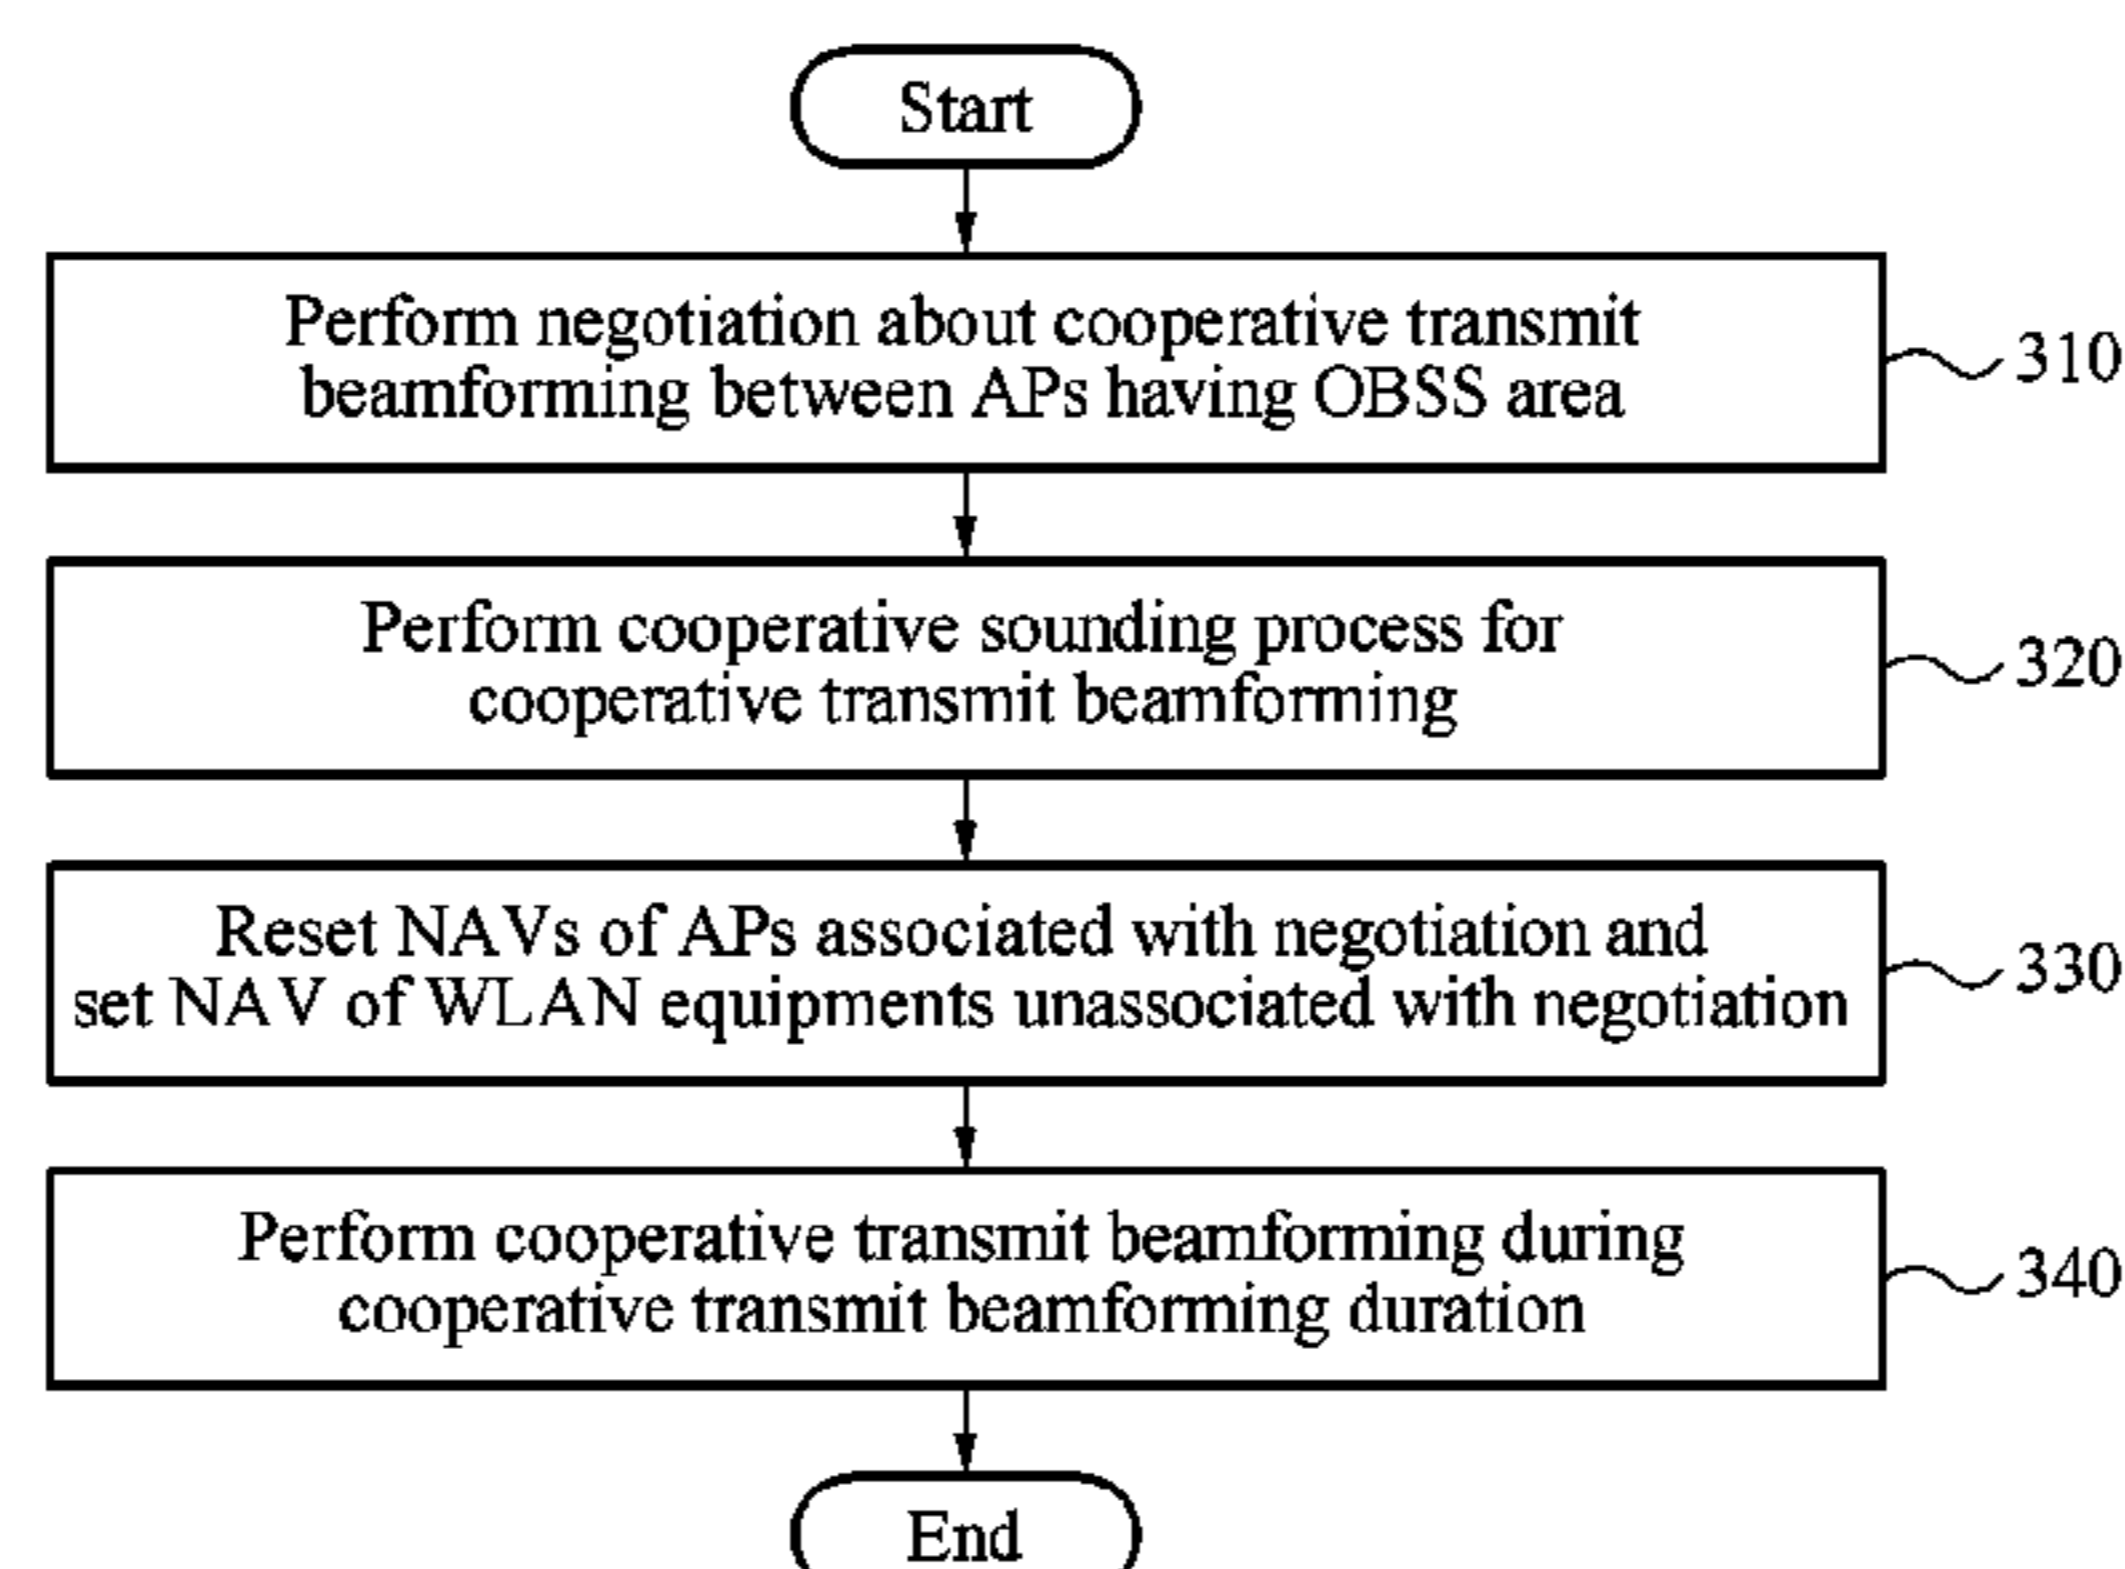 Start
Perform negotiation about cooperative transmit
beamforming between APs having OBSS area
310
Perform cooperative sounding process for
cooperative transmit beamforming
320
Reset NAVs of APs associated with negotiation and
set NAV of WLAN equipments unassociated with negotiation
330
Perform cooperative transmit beamforming during
cooperative transmit beamforming duration
340
End